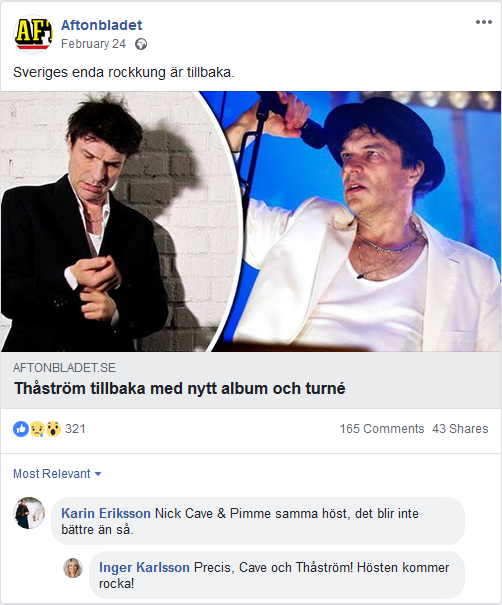 AF
Aftonbladet
February 24
Sveriges enda rockkung är tillbaka.
AFTONBLADET.SE
Thåström tillbaka med nytt album och turné
321
165 Comments 43 Shares
Most Relevant
Karin Eriksson Nick Cave & Pimme samma höst, det blir inte
bättre än så.
Inger Karlsson Precis, Cave och Thåström! Hösten kommer
rocka!